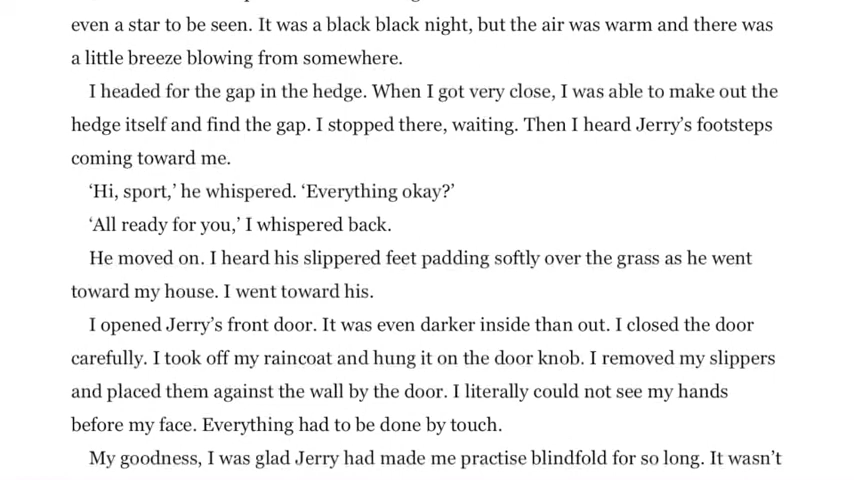 even a star to be seen. It was a black black night, but the air was warm and there was
a little breeze blowing from somewhere.
I headed for the gap in the hedge. When I got very close, I was able to make out the
hedge itself and find the gap. I stopped there, waiting. Then I heard Jerry’s footsteps
coming toward me.
‘Hi, sport,’ he whispered. ‘Everything okay?’
‘All ready for you,’ I whispered back.
He moved on. I heard his slippered feet padding softly over the grass as he went
toward my house. I went toward his.
I opened Jerry’s front door. It was even darker inside than out. I closed the door
carefully. I took off my raincoat and hung it on the door knob. I removed my slippers
and placed them against the wall by the door. I literally could not see my hands
before my face. Everything had to be done by touch.
My goodness, I was glad Jerry had made me practise blindfold for so long. It wasn’t